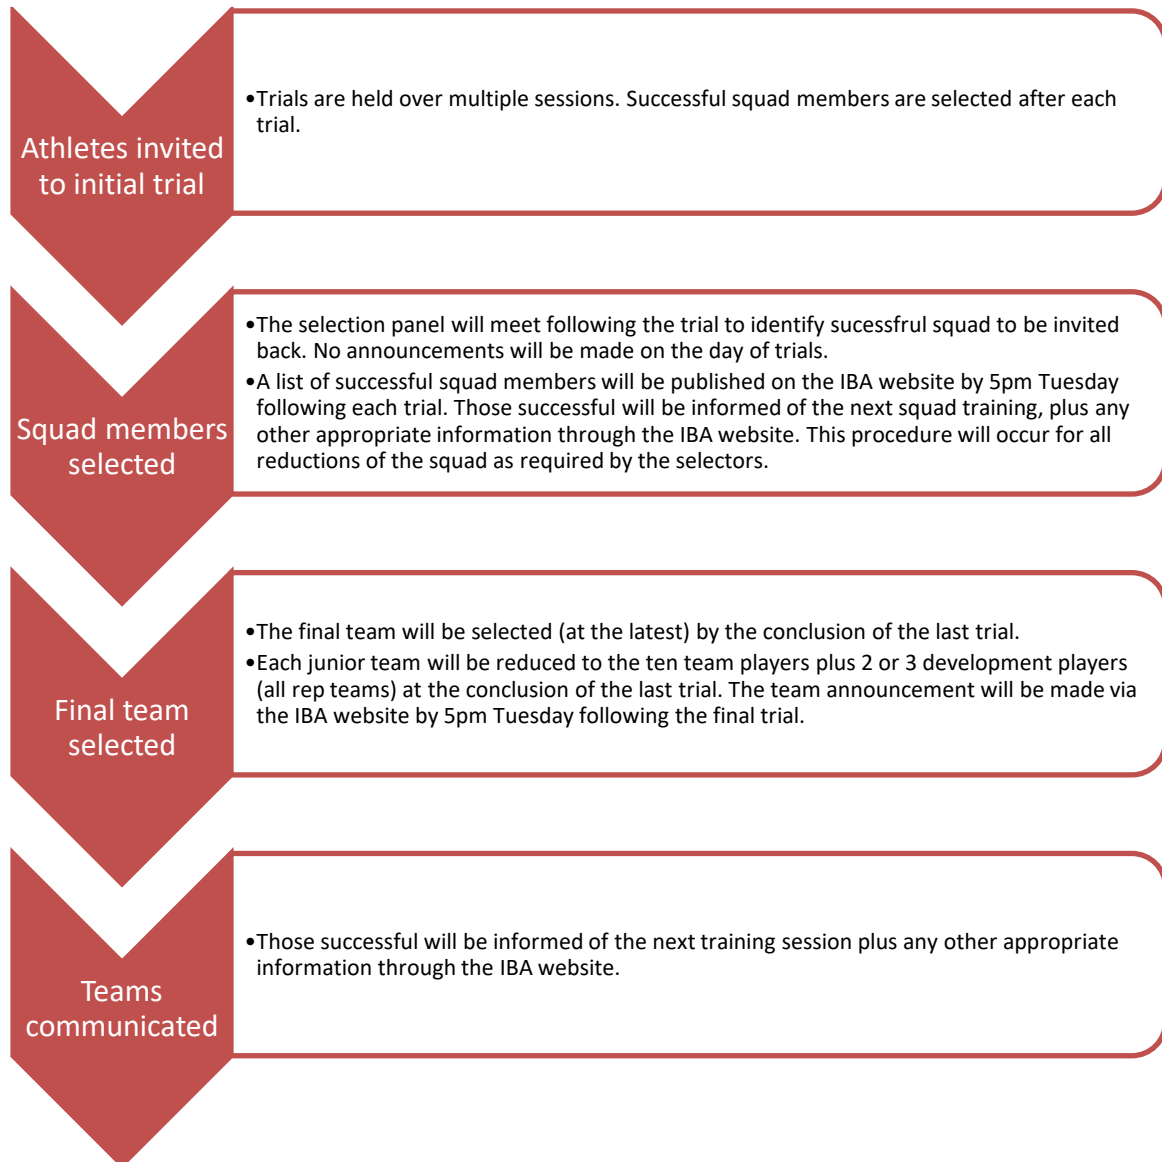 Athletes invited
to initial trial
•Trials are held over multiple sessions. Successful squad members are selected after each
trial.
Squad members
selected
•The selection panel will meet following the trial to identify sucessfrul squad to be invited
back. No announcements will be made on the day of trials.
•A list of successful squad members will be published on the IBA website by 5pm Tuesday
following each trial. Those successful will be informed of the next squad training, plus any
other appropriate information through the IBA website. This procedure will occur for all
reductions of the squad as required by the selectors.
Final team
selected
•The final team will be selected (at the latest) by the conclusion of the last trial.
•Each junior team will be reduced to the ten team players plus 2 or 3 development players
(all rep teams) at the conclusion of the last trial. The team announcement will be made via
the IBA website by 5pm Tuesday following the final trial.
Teams
communicated
•Those successful will be informed of the next training session plus any other appropriate
information through the IBA website.